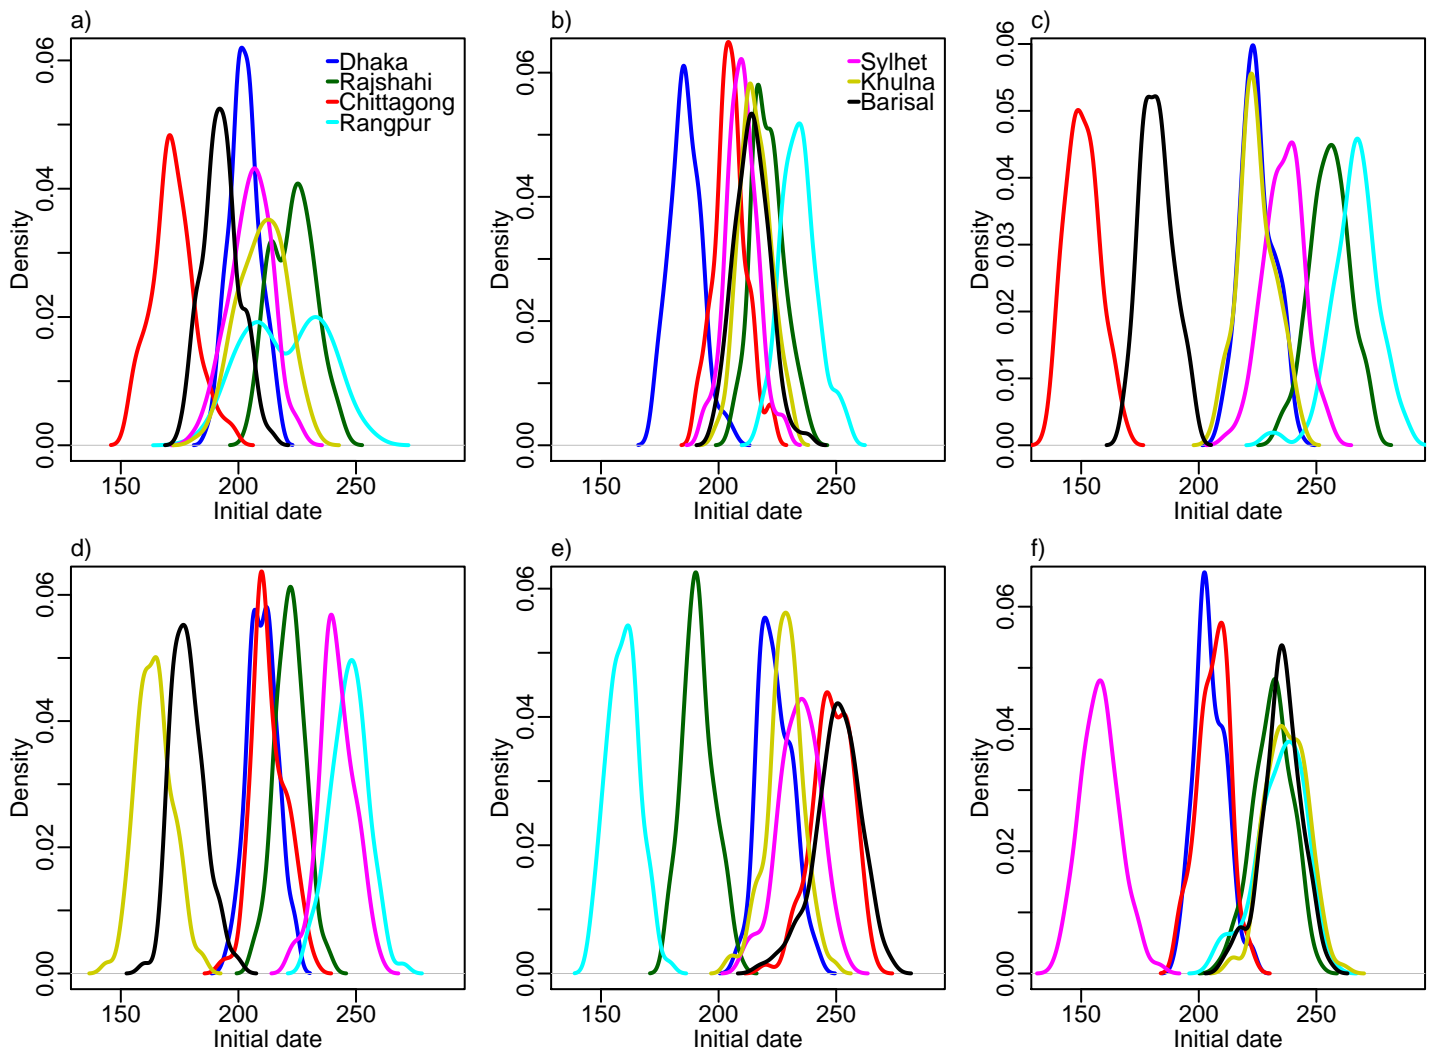 a)
Density
0.00 0.02 0.04 0.06
Dhaka
Rajshahi
Chittagong
Rangpur
150 200 250
Initial date
b)
Density
0.00 0.02 0.04 0.06
Sylhet
Khulna
Barisal
150 200 250
Initial date
c)
Density
0.00 0.01 0.02 0.03 0.04 0.05 0.06
150 200 250
Initial date
d)
Density
0.00 0.02 0.04 0.06
150 200 250
Initial date
e)
Density
0.00 0.02 0.04 0.06
150 200 250
Initial date
f)
Density
0.00 0.02 0.04 0.06
150 200 250
Initial date